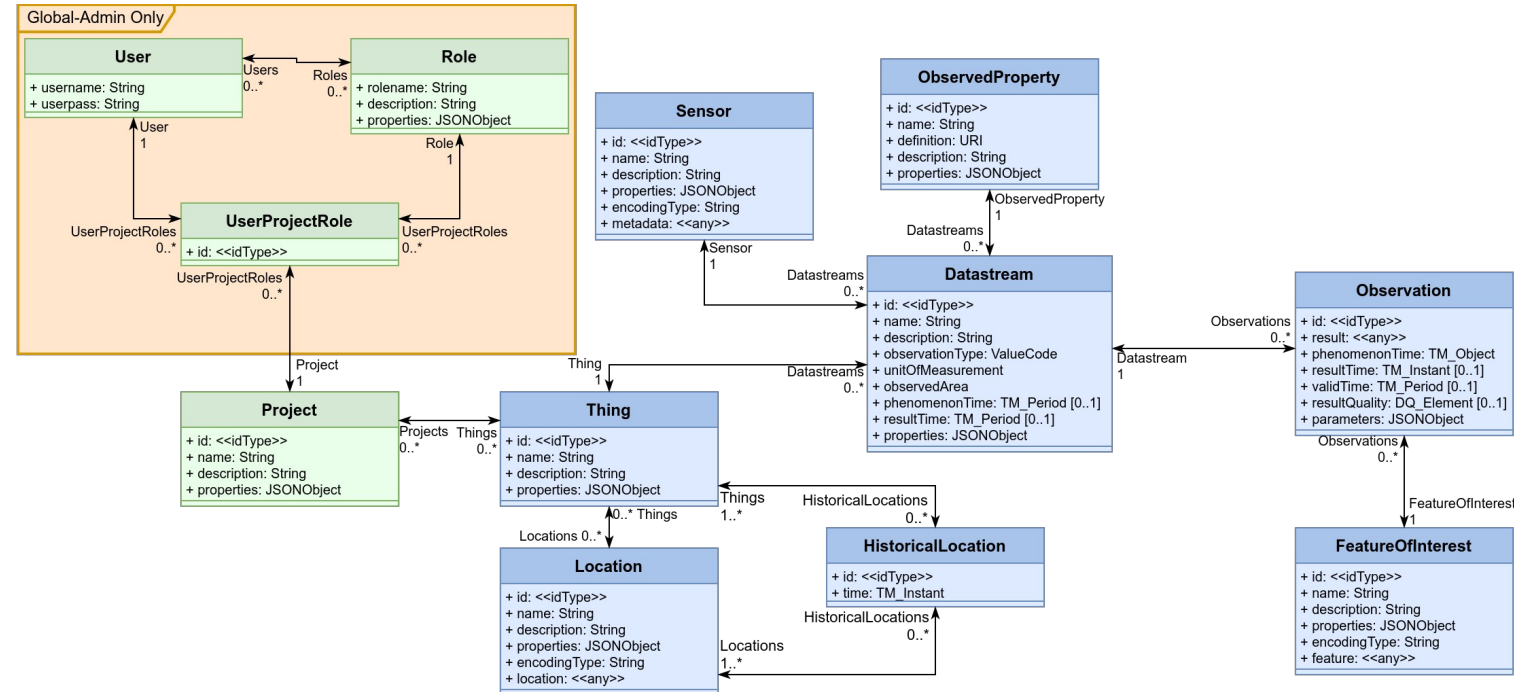 Global-Admin Only
User
+ username: String
+ userpass: String
Users
0..*
Roles
0..*
Role
+ rolename: String
+ description: String
+ properties: JSONObject
User
1
Role
1
UserProjectRoles
0..*
UserProjectRole
+ id: <<idType>>
UserProjectRoles
0..*
UserProjectRoles
0..*
Project
1
Project
+ id: <<idType>>
+ name: String
+ description: String
+ properties: JSONObject
Projects
0..*
Things
0..*
Thing
1
Thing
+ id: <<idType>>
+ name: String
+ description: String
+ properties: JSONObject
0..* Things
Locations 0..*
Location
+ id: <<idType>>
+ name: String
+ description: String
+ properties: JSONObject
+ encodingType: String
+ location: <<any>>
Things
1..*
HistoricalLocations
0..*
HistoricalLocation
+ id: <<idType>>
+ time: TM_Instant
HistoricalLocations
0..*
Locations
1..*
Sensor
+ id: <<idType>>
+ name: String
+ description: String
+ properties: JSONObject
+ encodingType: String
+ metadata: <<any>>
Sensor
1
Datastreams
0..*
ObservedProperty
+ id: <<idType>>
+ name: String
+ definition: URI
+ description: String
+ properties: JSONObject
ObservedProperty
1
Datastreams
0..*
Datastream
+ id: <<idType>>
+ name: String
+ description: String
+ observationType: ValueCode
+ unitOfMeasurement
+ observedArea
+ phenomenonTime: TM_Period [0..1]
+ resultTime: TM_Period [0..1]
+ properties: JSONObject
Datastreams
0..*
Datastream
1
Observations
0..*
Observation
+ id: <<idType>>
+ result: <<any>>
+ phenomenonTime: TM_Object
+ resultTime: TM_Instant [0..1]
+ validTime: TM_Period [0..1]
+ resultQuality: DQ_Element [0..1]
+ parameters: JSONObject
Observations
0..*
FeatureOfInterest
1
FeatureOfInterest
+ id: <<idType>>
+ name: String
+ description: String
+ properties: JSONObject
+ encodingType: String
+ feature: <<any>>